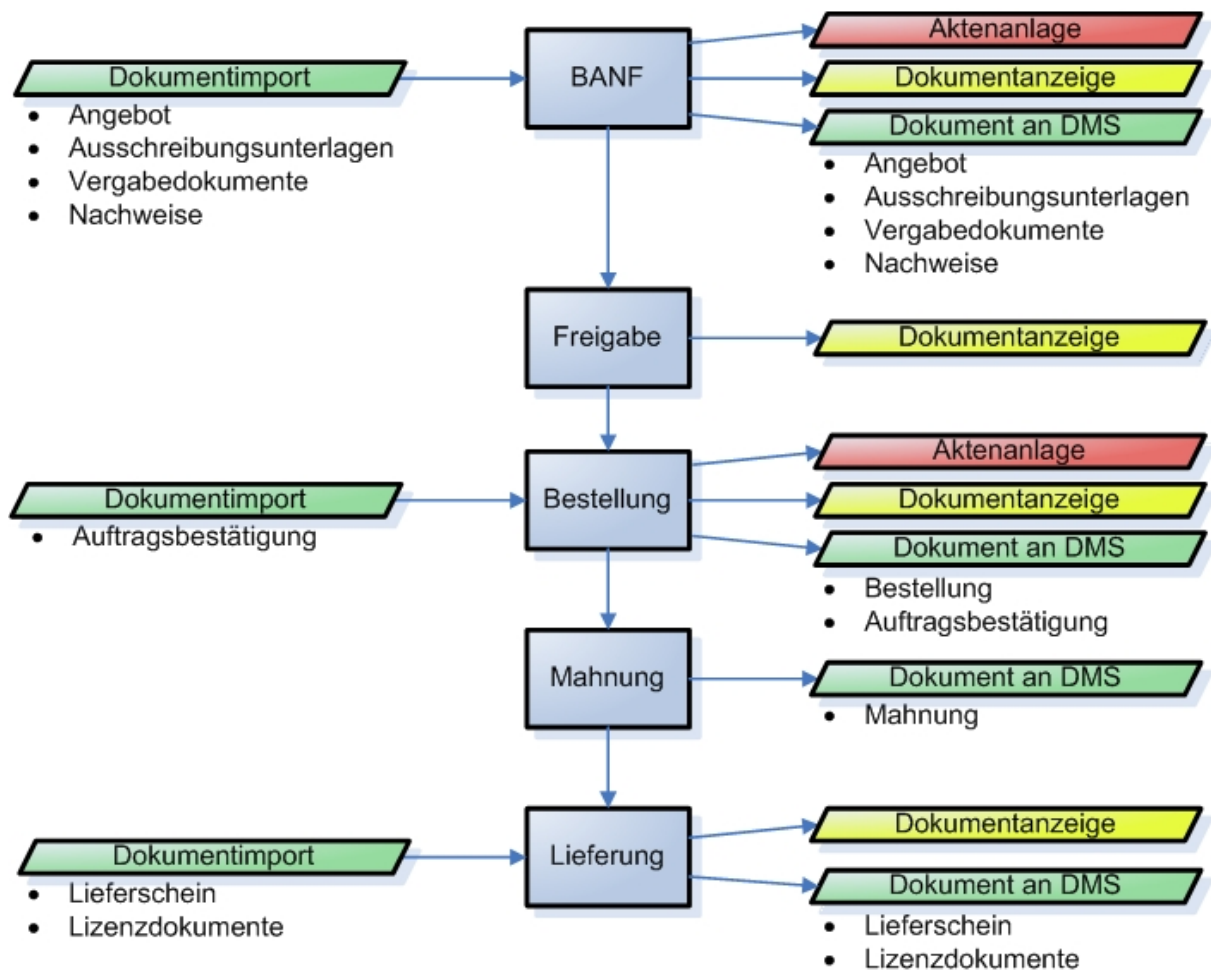 Dokumentimport
• Angebot
• Ausschreibungsunterlagen
• Vergabedokumente
• Nachweise
BANF
Aktenanlage
Dokumentanzeige
Dokument an DMS
• Angebot
• Ausschreibungsunterlagen
• Vergabedokumente
• Nachweise
Freigabe
Dokumentanzeige
Dokumentimport
• Auftragsbestätigung
Bestellung
Aktenanlage
Dokumentanzeige
Dokument an DMS
• Bestellung
• Auftragsbestätigung
Mahnung
Dokument an DMS
• Mahnung
Dokumentimport
• Lieferschein
• Lizenzdokumente
Lieferung
Dokumentanzeige
Dokument an DMS
• Lieferschein
• Lizenzdokumente